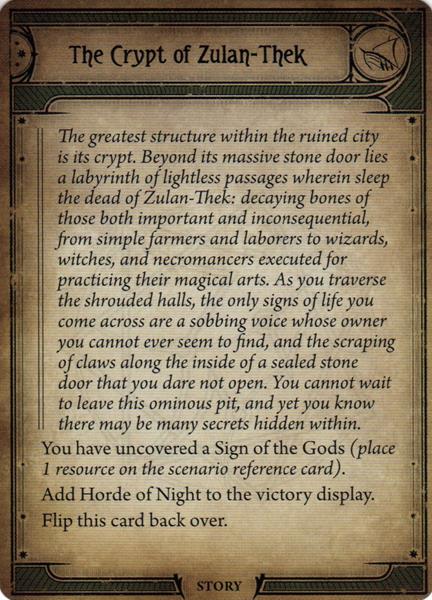 The Crypt of Zulan-Thek
The greatest structure within the ruined city
is its crypt. Beyond its massive stone door lies
a labyrinth of lightless passages wherein sleep
the dead of Zulan-Thek: decaying bones of
those both important and inconsequential,
from simple farmers and laborers to wizards,
witches, and necromancers executed for
practicing their magical arts. As you traverse
the shrouded halls, the only signs of life you
come across are a sobbing voice whose owner
you cannot ever seem to find, and the scraping
of claws along the inside of a sealed stone
door that you dare not open. You cannot wait
to leave this ominous pit, and yet you know
there may be many secrets hidden within.
You have uncovered a Sign of the Gods (place
1 resource on the scenario reference card).
Add Horde of Night to the victory display.
Flip this card back over.
STORY